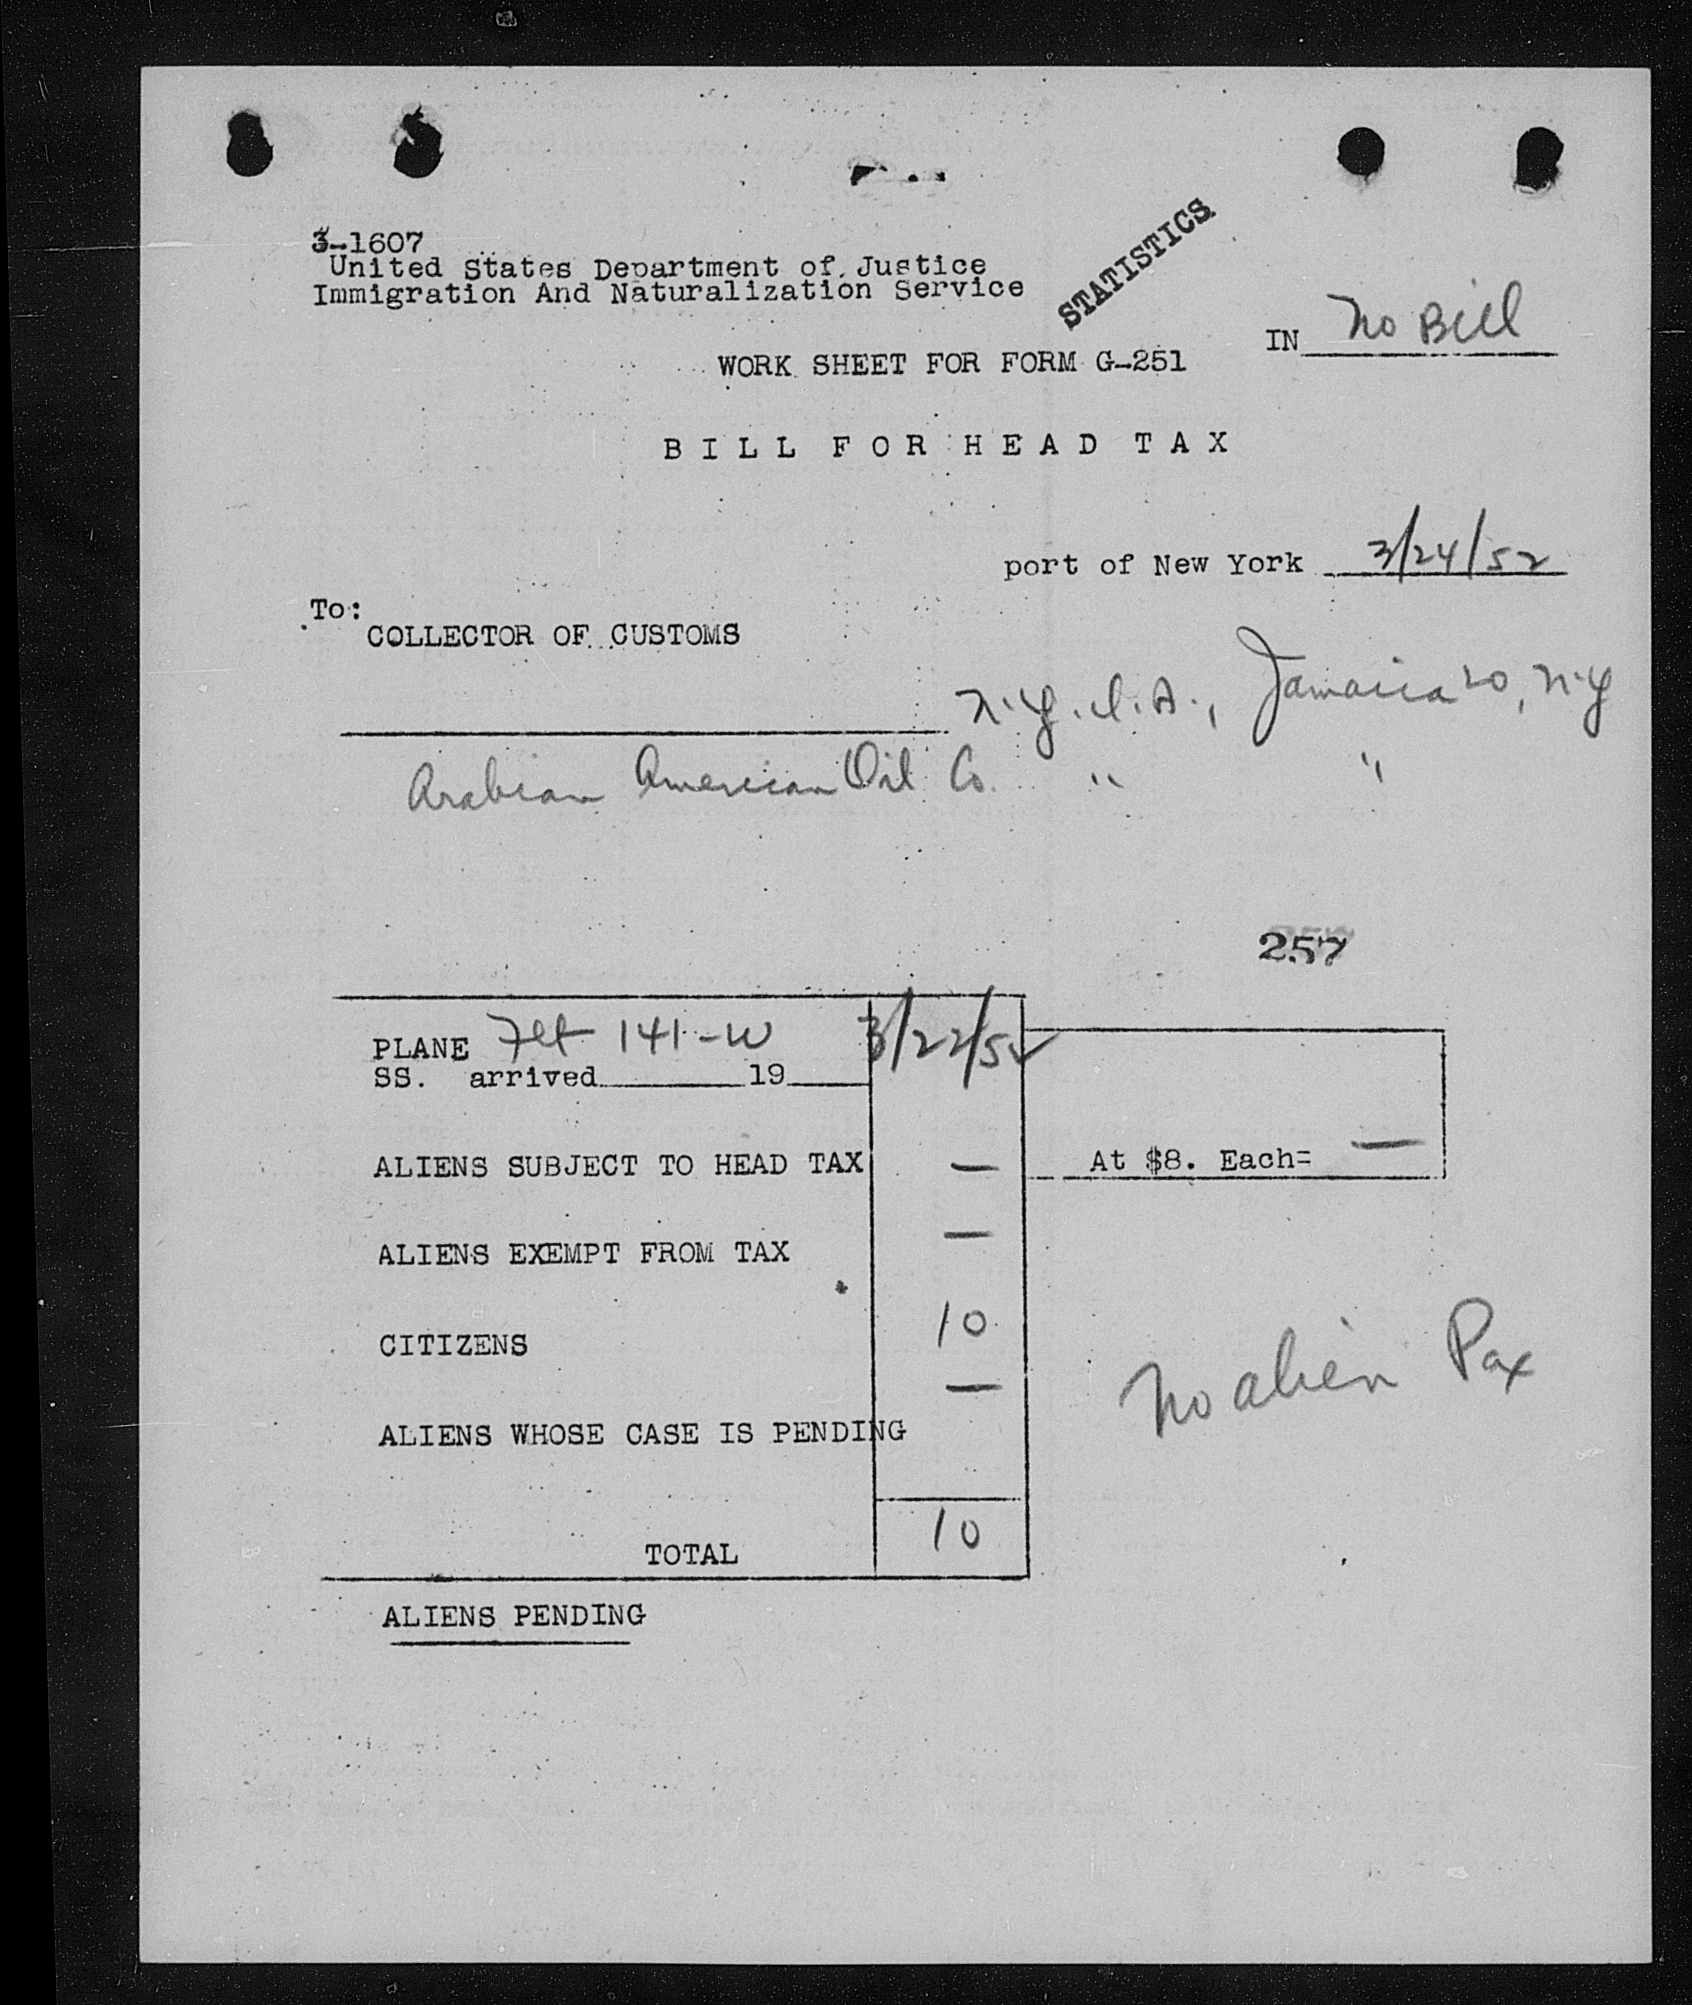 3-1607
United States Department of Justice
Immigration And Naturalization Service
STATISTICS
IN No Bill
WORK SHEET FOR FORM G-251
BILL FOR HEAD TAX
port of New York 3/24/52
To:
COLLECTOR OF CUSTOMS
N.Y.I.A., Jamaica 20, N.Y
Arabian American Oil Co. " "
257
PLANE Flt 141-W 3/22/52
SS. arrived 19
ALIENS SUBJECT TO HEAD TAX — At $8. Each= —
ALIENS EXEMPT FROM TAX —
CITIZENS 10
ALIENS WHOSE CASE IS PENDING —
No alien Pax
TOTAL 10
ALIENS PENDING